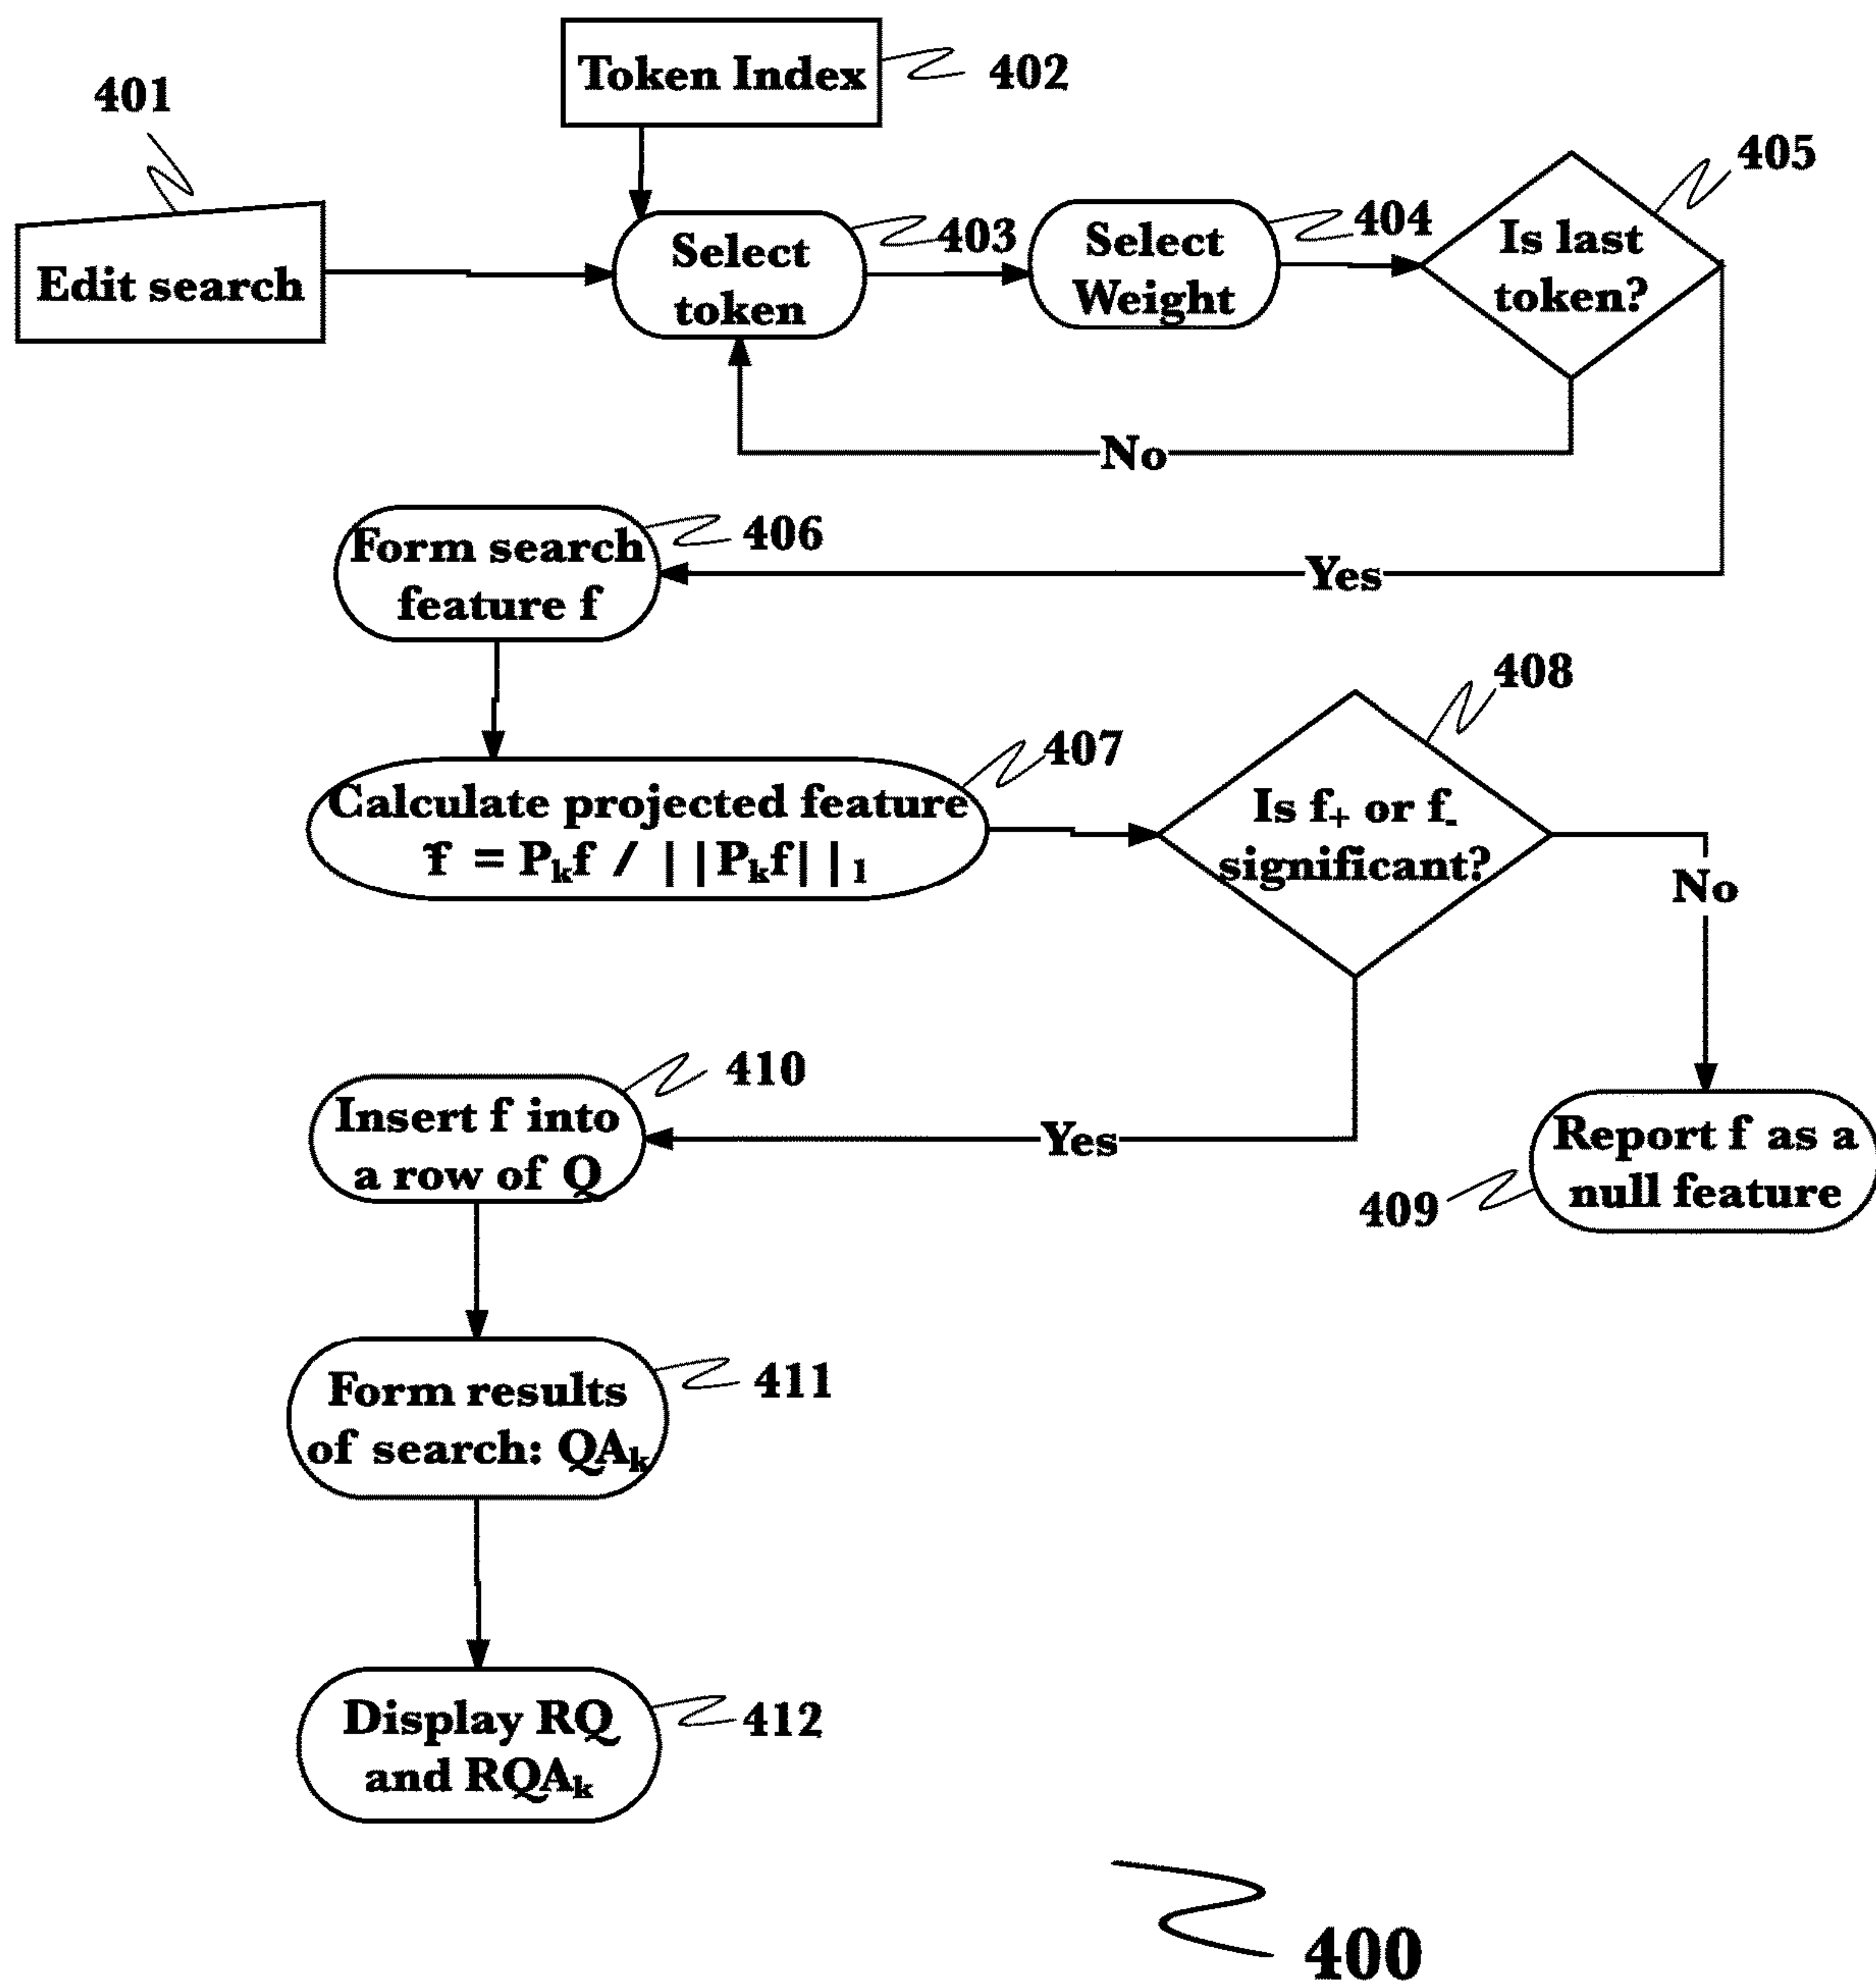 Token Index
402
401
405
Edit search
Select
token
403
Select
Weight
404
Is last
token?
No
Form search
feature f
406
Yes
408
Calculate projected feature
f = Pₖf / ||Pₖf||₁
407
Is f₊ or f₋
significant?
No
Insert f into
a row of Q
410
Yes
Report f as a
null feature
409
Form results
of search: QAₖ
411
Display RQ
and RQAₖ
412
400